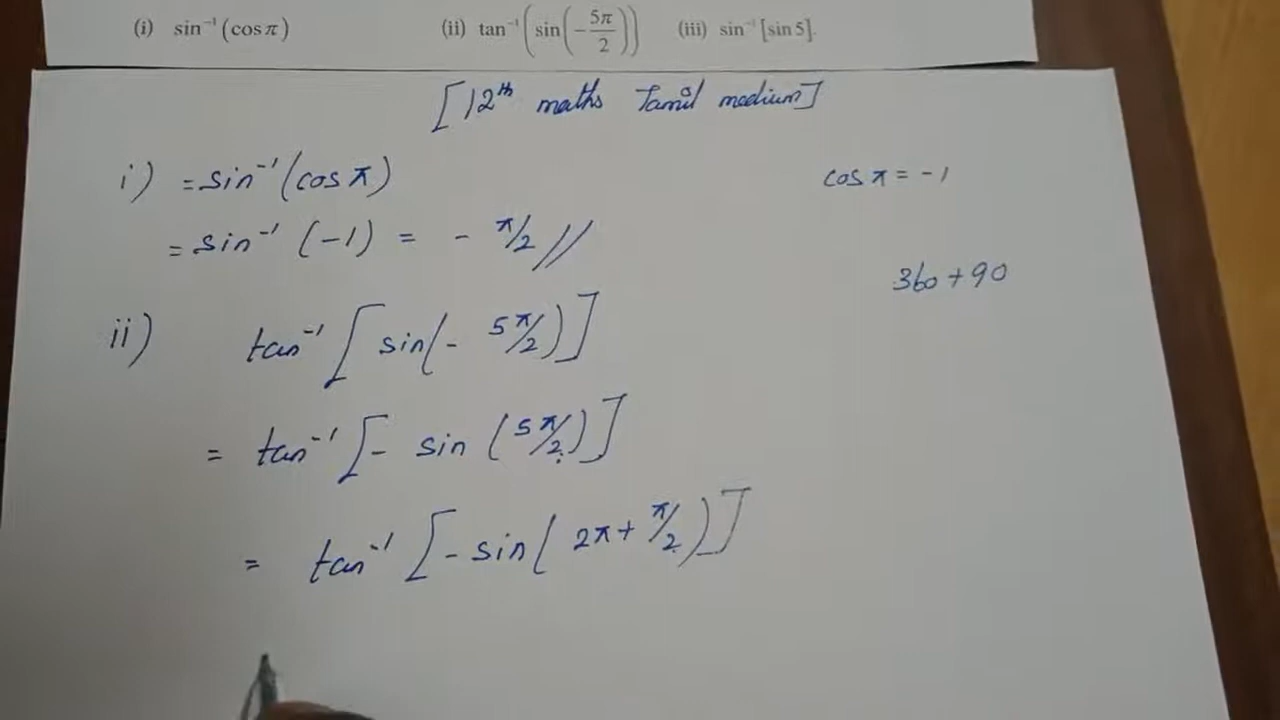 (i) sin⁻¹(cos π) (ii) tan⁻¹(sin(-5π/2)) (iii) sin⁻¹[sin 5].
[12th maths Tamil medium]
i) = sin⁻¹(cos π) cos π = -1
= sin⁻¹ (-1) = - π/2 //
360 + 90
ii) tan⁻¹ [sin(- 5π/2)]
= tan⁻¹ [- sin (5π/2)]
= tan⁻¹ [- sin( 2π + π/2)]